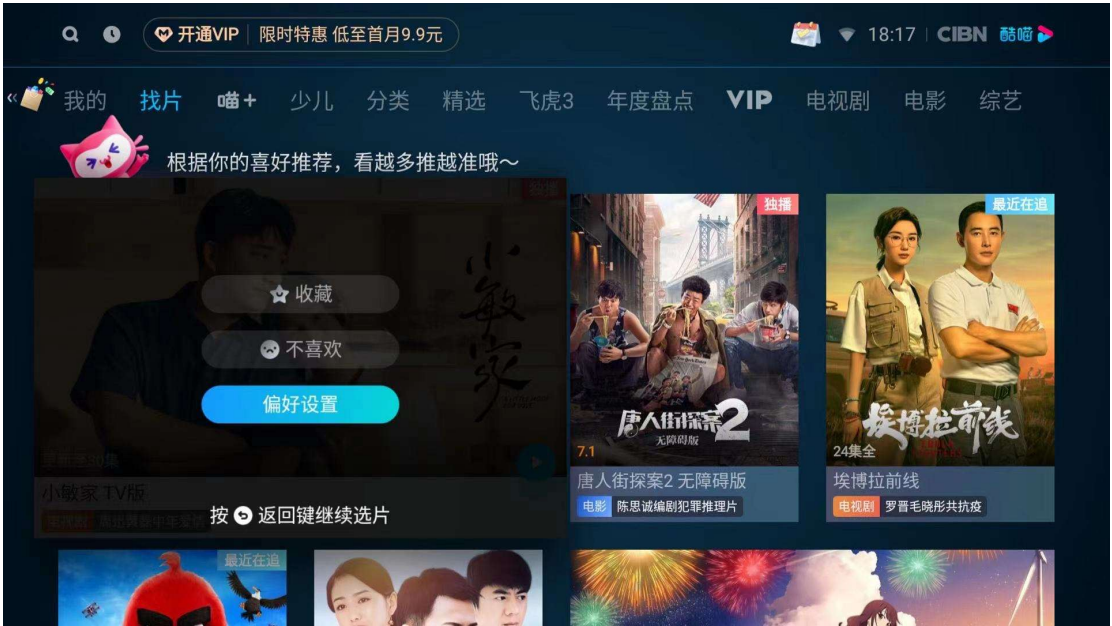 开通VIP 限时特惠 低至首月9.9元
18:17 CIBN 酷喵
我的 找片 喵+ 少儿 分类 精选 飞虎3 年度盘点 VIP 电视剧 电影 综艺
根据你的喜好推荐，看越多推越准哦～
独播
小敏家
收藏
不喜欢
偏好设置
小敏家 TV版
电视剧
按 返回键继续选片
独播
唐人街探案2
无障碍版
7.1
唐人街探案2 无障碍版
电影 陈思诚编剧犯罪推理片
最近在追
埃博拉前线
24集全
埃博拉前线
电视剧 罗晋毛晓彤共抗疫
最近在追